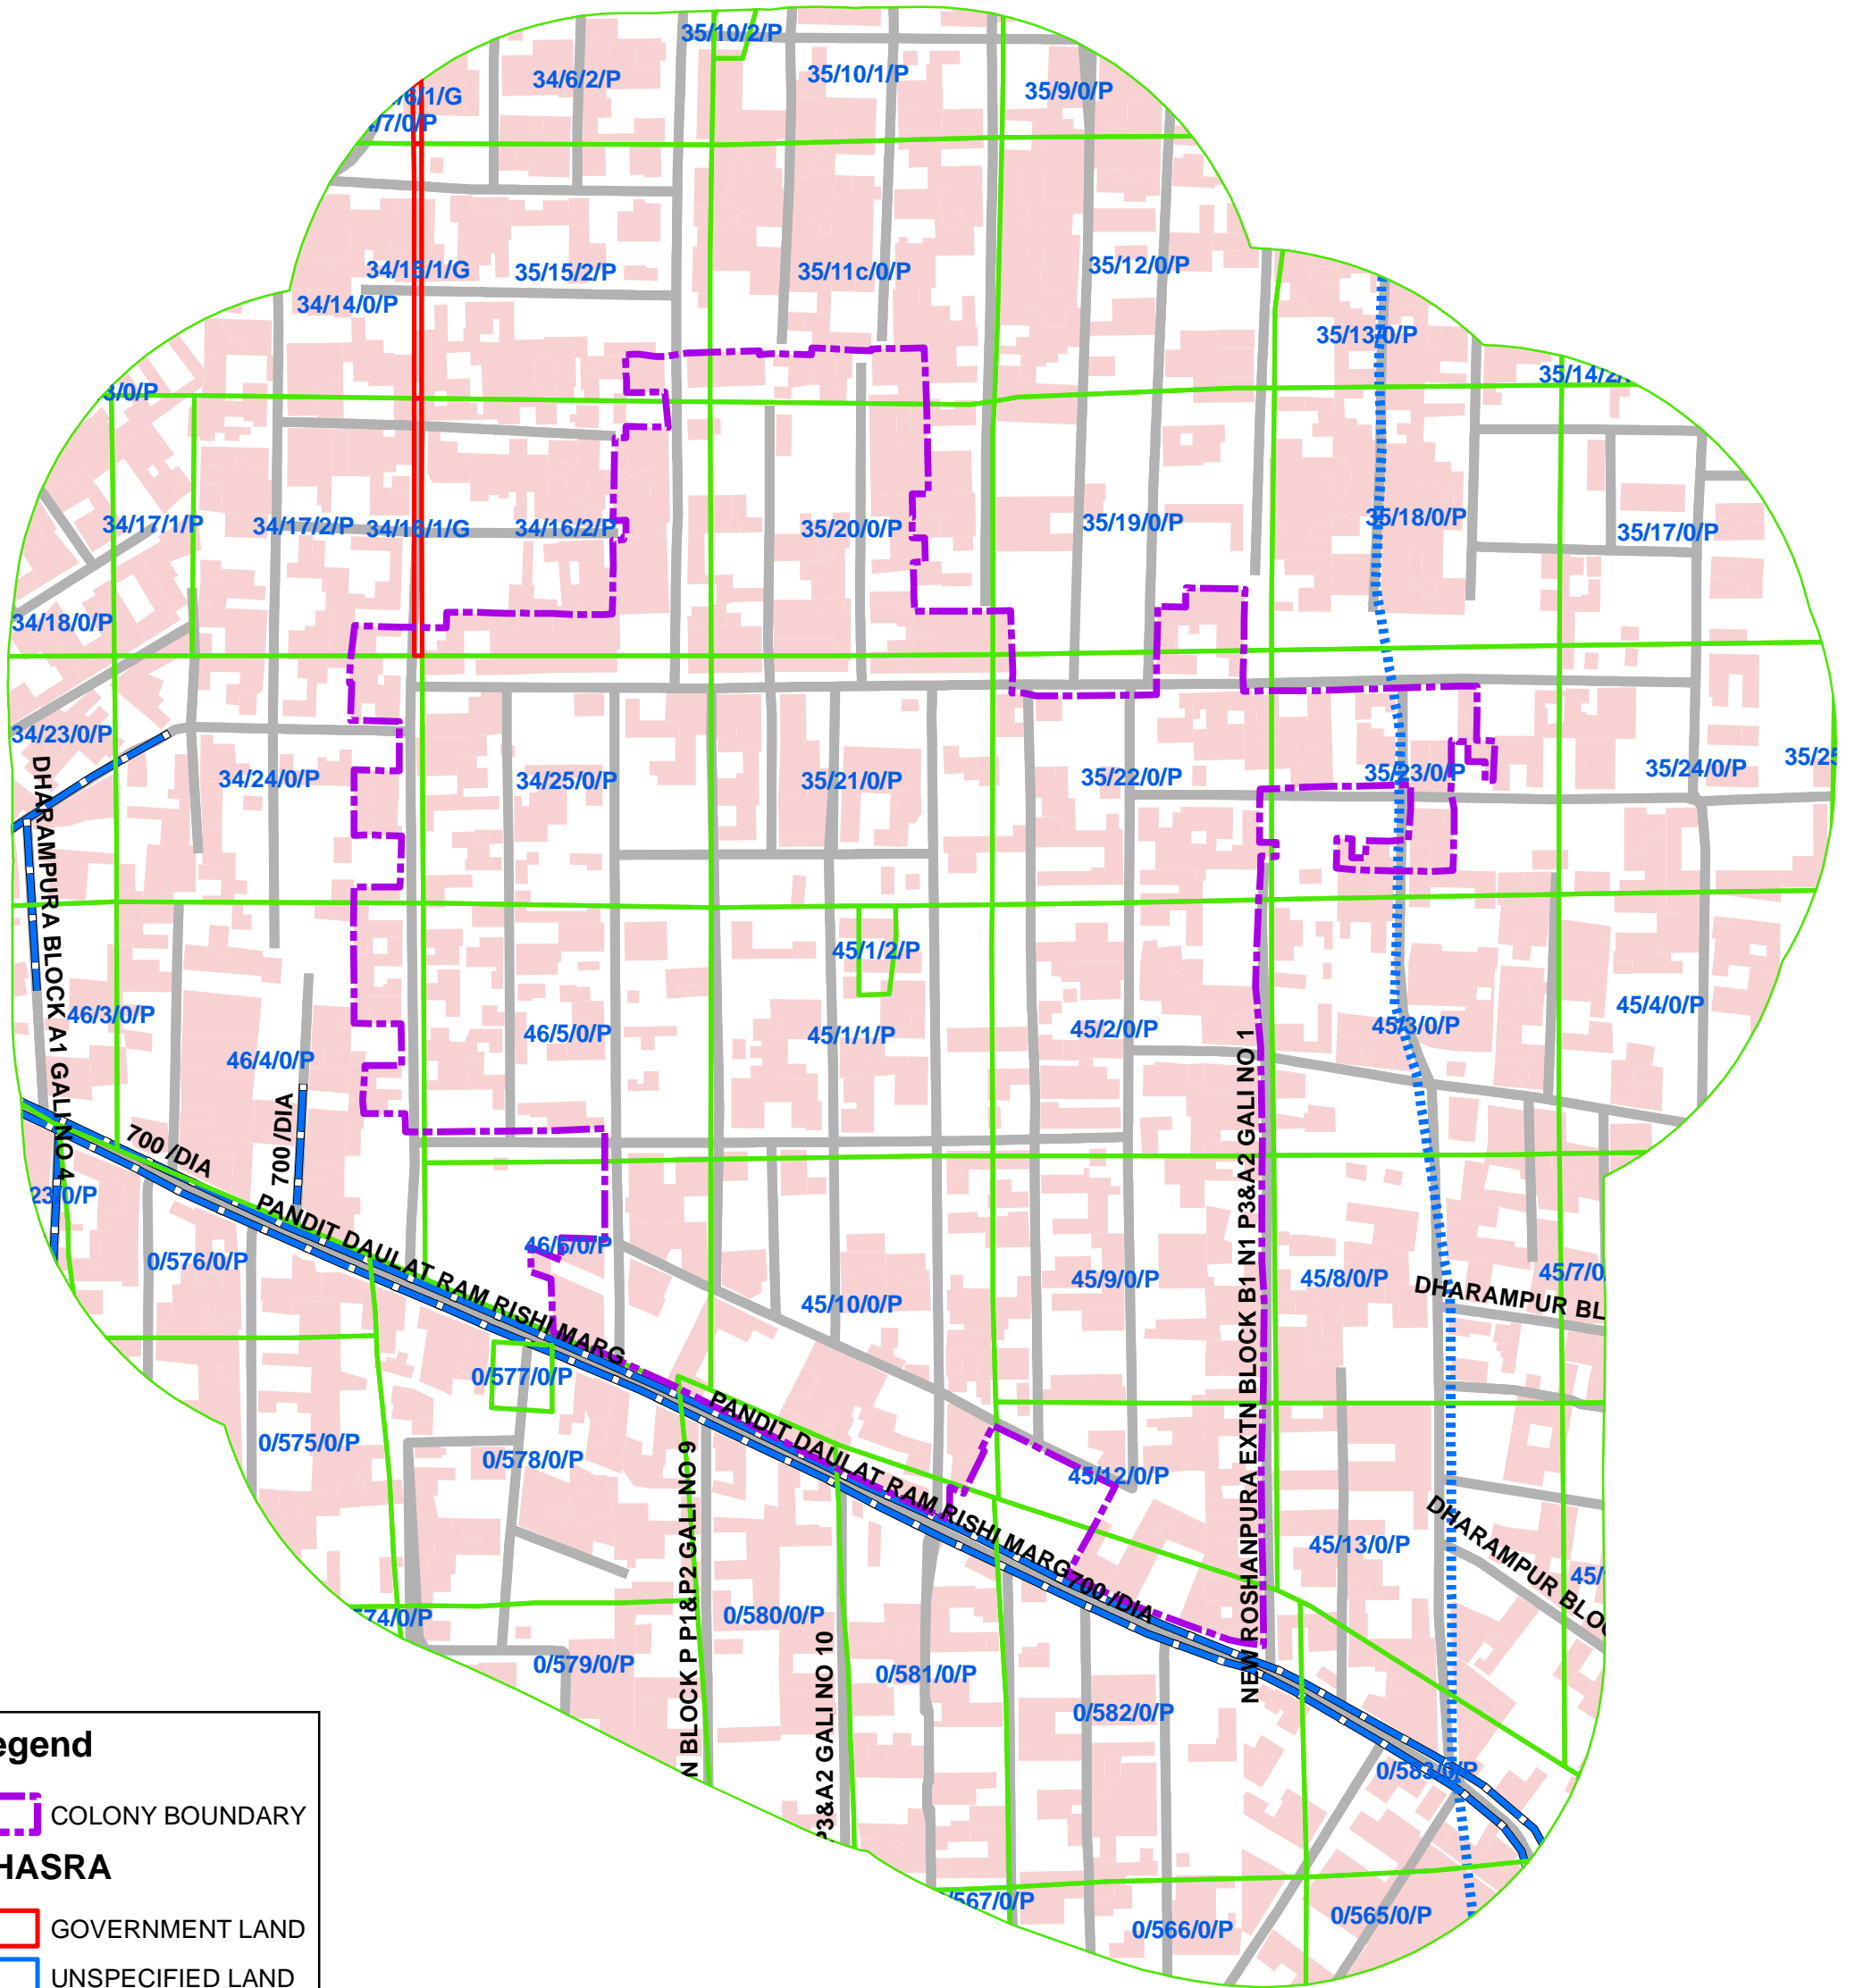 35/10/2/P
34/6/2/P
35/10/1/P
35/9/0/P
/6/1/G
/7/0/P
34/15/1/G
35/15/2/P
35/11c/0/P
35/12/0/P
34/14/0/P
35/13/0/P
35/14/2/
3/0/P
34/17/1/P
34/17/2/P
34/16/1/G
34/16/2/P
35/20/0/P
35/19/0/P
35/18/0/P
35/17/0/P
34/18/0/P
34/23/0/P
34/24/0/P
34/25/0/P
35/21/0/P
35/22/0/P
35/23/0/P
35/24/0/P
35/25
DHARAMPURA BLOCK A1 GALI NO 4
45/1/2/P
46/3/0/P
46/4/0/P
46/5/0/P
45/1/1/P
45/2/0/P
45/3/0/P
45/4/0/P
700 /DIA
700 /DIA
NEW ROSHANPURA EXTN BLOCK B1 N1 P3&A2 GALI NO 1
23/0/P
0/576/0/P
PANDIT DAULAT RAM RISHI MARG
46/6/0/P
45/10/0/P
45/9/0/P
45/8/0/P
45/7/0
DHARAMPUR BL
0/577/0/P
0/575/0/P
0/578/0/P
PANDIT DAULAT RAM RISHI MARG
700 /DIA
45/12/0/P
45/13/0/P
DHARAMPUR BLOC
45/
74/0/P
0/579/0/P
N BLOCK P P1&P2 GALI NO 9
0/580/0/P
P3&A2 GALI NO 10
0/581/0/P
0/582/0/P
0/583/0/P
567/0/P
0/566/0/P
0/565/0/P
egend
COLONY BOUNDARY
HASRA
GOVERNMENT LAND
UNSPECIFIED LAND